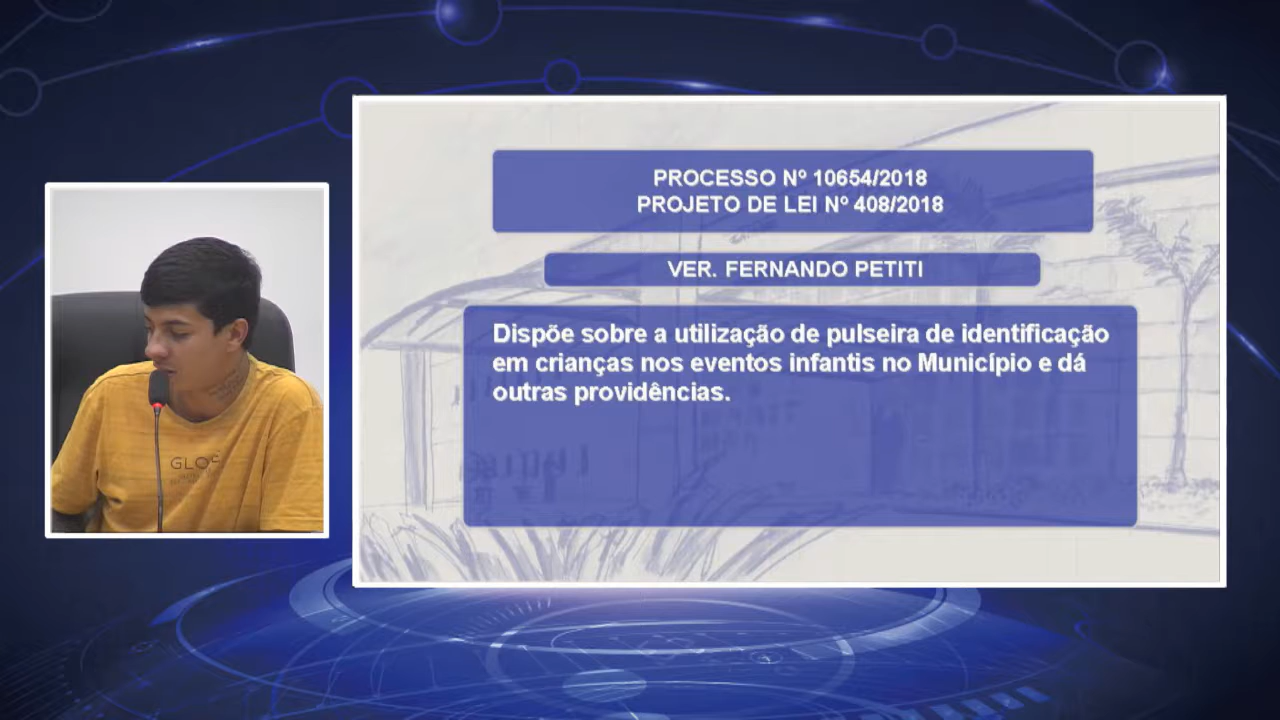 PROCESSO Nº 10654/2018
PROJETO DE LEI Nº 408/2018
VER. FERNANDO PETITI
Dispõe sobre a utilização de pulseira de identificação
em crianças nos eventos infantis no Município e dá
outras providências.